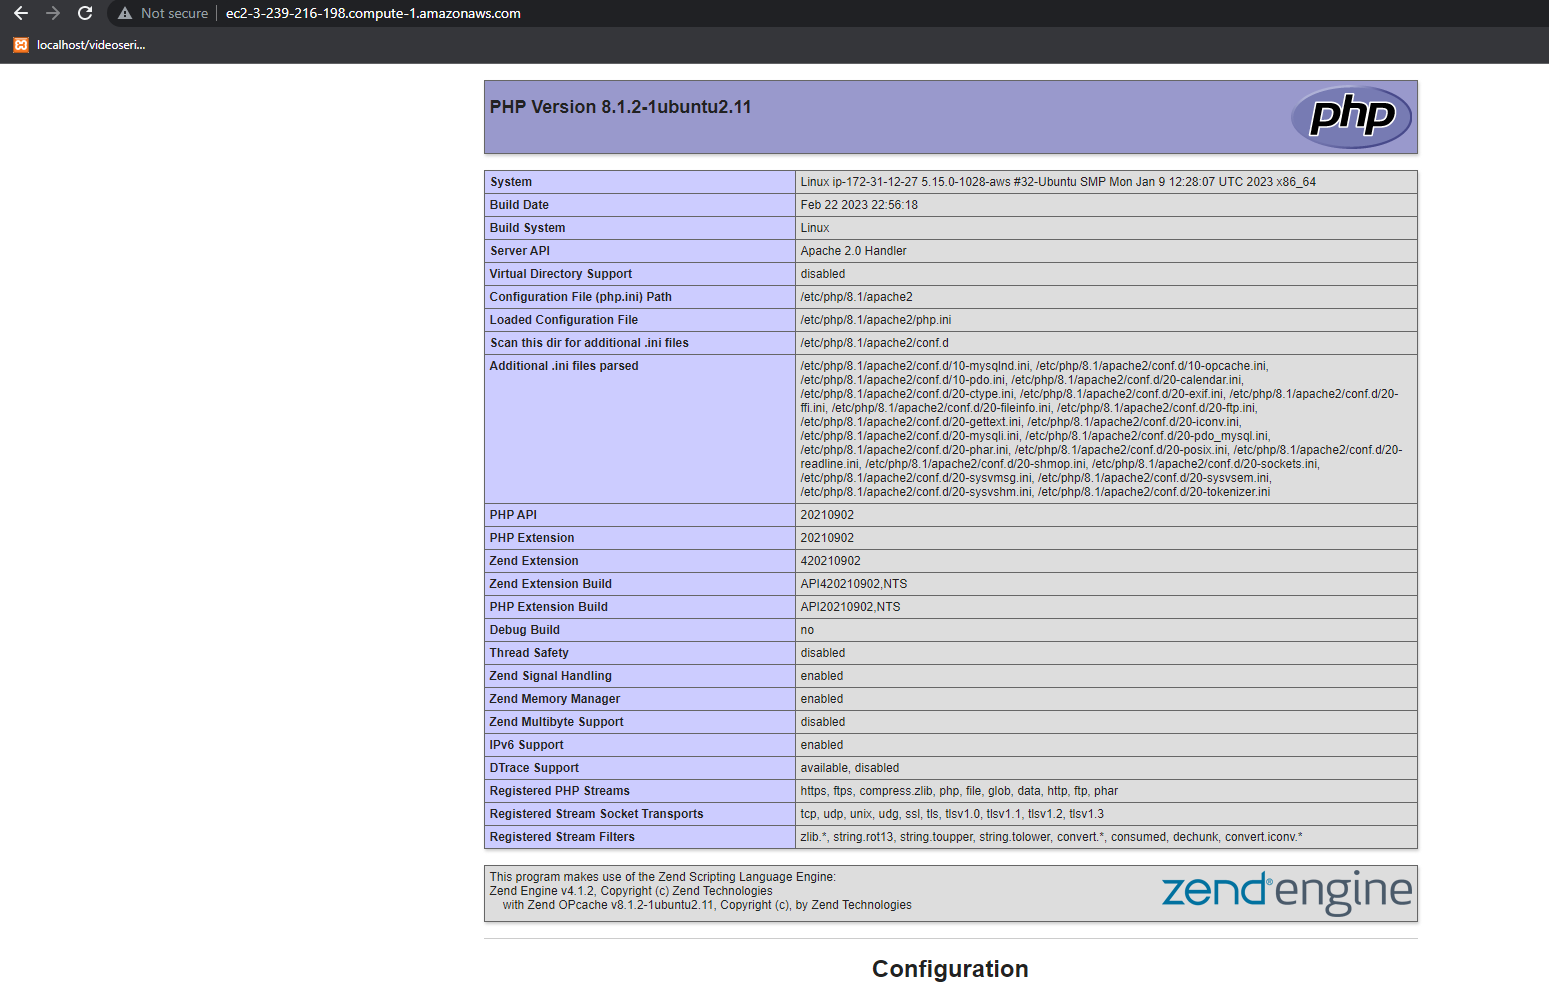 Not secure ec2-3-239-216-198.compute-1.amazonaws.com
localhost/videoseri...
PHP Version 8.1.2-1ubuntu2.11
php
System Linux ip-172-31-12-27 5.15.0-1028-aws #32-Ubuntu SMP Mon Jan 9 12:28:07 UTC 2023 x86_64
Build Date Feb 22 2023 22:56:18
Build System Linux
Server API Apache 2.0 Handler
Virtual Directory Support disabled
Configuration File (php.ini) Path /etc/php/8.1/apache2
Loaded Configuration File /etc/php/8.1/apache2/php.ini
Scan this dir for additional .ini files /etc/php/8.1/apache2/conf.d
Additional .ini files parsed /etc/php/8.1/apache2/conf.d/10-mysqlnd.ini, /etc/php/8.1/apache2/conf.d/10-opcache.ini,
/etc/php/8.1/apache2/conf.d/10-pdo.ini, /etc/php/8.1/apache2/conf.d/20-calendar.ini,
/etc/php/8.1/apache2/conf.d/20-ctype.ini, /etc/php/8.1/apache2/conf.d/20-exif.ini, /etc/php/8.1/apache2/conf.d/20-
ffi.ini, /etc/php/8.1/apache2/conf.d/20-fileinfo.ini, /etc/php/8.1/apache2/conf.d/20-ftp.ini,
/etc/php/8.1/apache2/conf.d/20-gettext.ini, /etc/php/8.1/apache2/conf.d/20-iconv.ini,
/etc/php/8.1/apache2/conf.d/20-mysqli.ini, /etc/php/8.1/apache2/conf.d/20-pdo_mysql.ini,
/etc/php/8.1/apache2/conf.d/20-phar.ini, /etc/php/8.1/apache2/conf.d/20-posix.ini, /etc/php/8.1/apache2/conf.d/20-
readline.ini, /etc/php/8.1/apache2/conf.d/20-shmop.ini, /etc/php/8.1/apache2/conf.d/20-sockets.ini,
/etc/php/8.1/apache2/conf.d/20-sysvmsg.ini, /etc/php/8.1/apache2/conf.d/20-sysvsem.ini,
/etc/php/8.1/apache2/conf.d/20-sysvshm.ini, /etc/php/8.1/apache2/conf.d/20-tokenizer.ini
PHP API 20210902
PHP Extension 20210902
Zend Extension 420210902
Zend Extension Build API420210902,NTS
PHP Extension Build API20210902,NTS
Debug Build no
Thread Safety disabled
Zend Signal Handling enabled
Zend Memory Manager enabled
Zend Multibyte Support disabled
IPv6 Support enabled
DTrace Support available, disabled
Registered PHP Streams https, ftps, compress.zlib, php, file, glob, data, http, ftp, phar
Registered Stream Socket Transports tcp, udp, unix, udg, ssl, tls, tlsv1.0, tlsv1.1, tlsv1.2, tlsv1.3
Registered Stream Filters zlib.*, string.rot13, string.toupper, string.tolower, convert.*, consumed, dechunk, convert.iconv.*
This program makes use of the Zend Scripting Language Engine:
Zend Engine v4.1.2, Copyright (c) Zend Technologies
with Zend OPcache v8.1.2-1ubuntu2.11, Copyright (c), by Zend Technologies
zend® engine
Configuration